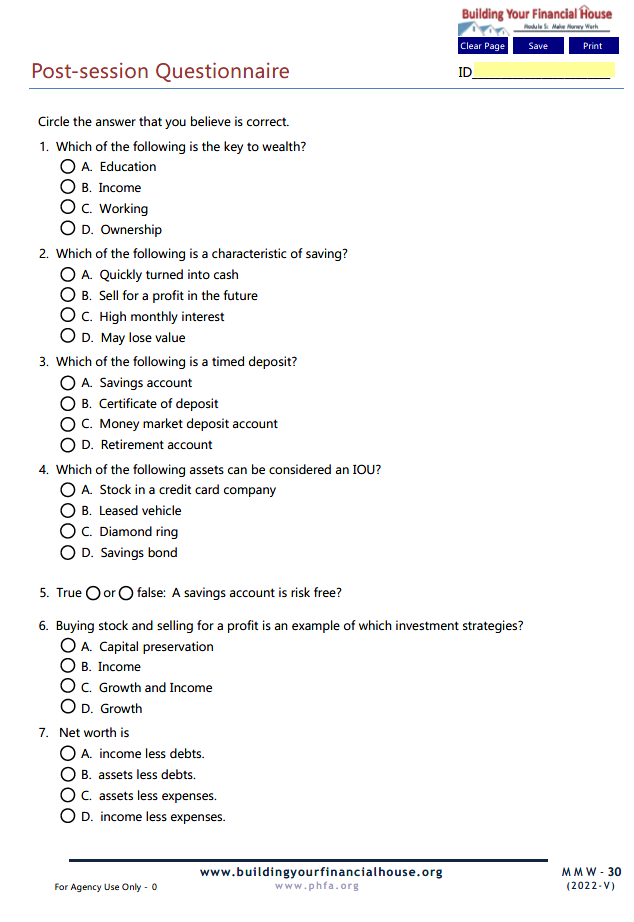 Building Your Financial House
Module 5: Make Money Work
Clear Page Save Print
Post-session Questionnaire
ID
Circle the answer that you believe is correct.
1. Which of the following is the key to wealth?
A. Education
B. Income
C. Working
D. Ownership
2. Which of the following is a characteristic of saving?
A. Quickly turned into cash
B. Sell for a profit in the future
C. High monthly interest
D. May lose value
3. Which of the following is a timed deposit?
A. Savings account
B. Certificate of deposit
C. Money market deposit account
D. Retirement account
4. Which of the following assets can be considered an IOU?
A. Stock in a credit card company
B. Leased vehicle
C. Diamond ring
D. Savings bond
5. True or false: A savings account is risk free?
6. Buying stock and selling for a profit is an example of which investment strategies?
A. Capital preservation
B. Income
C. Growth and Income
D. Growth
7. Net worth is
A. income less debts.
B. assets less debts.
C. assets less expenses.
D. income less expenses.
www.buildingyourfinancialhouse.org MMW - 30
For Agency Use Only - 0 www.phfa.org (2022-V)